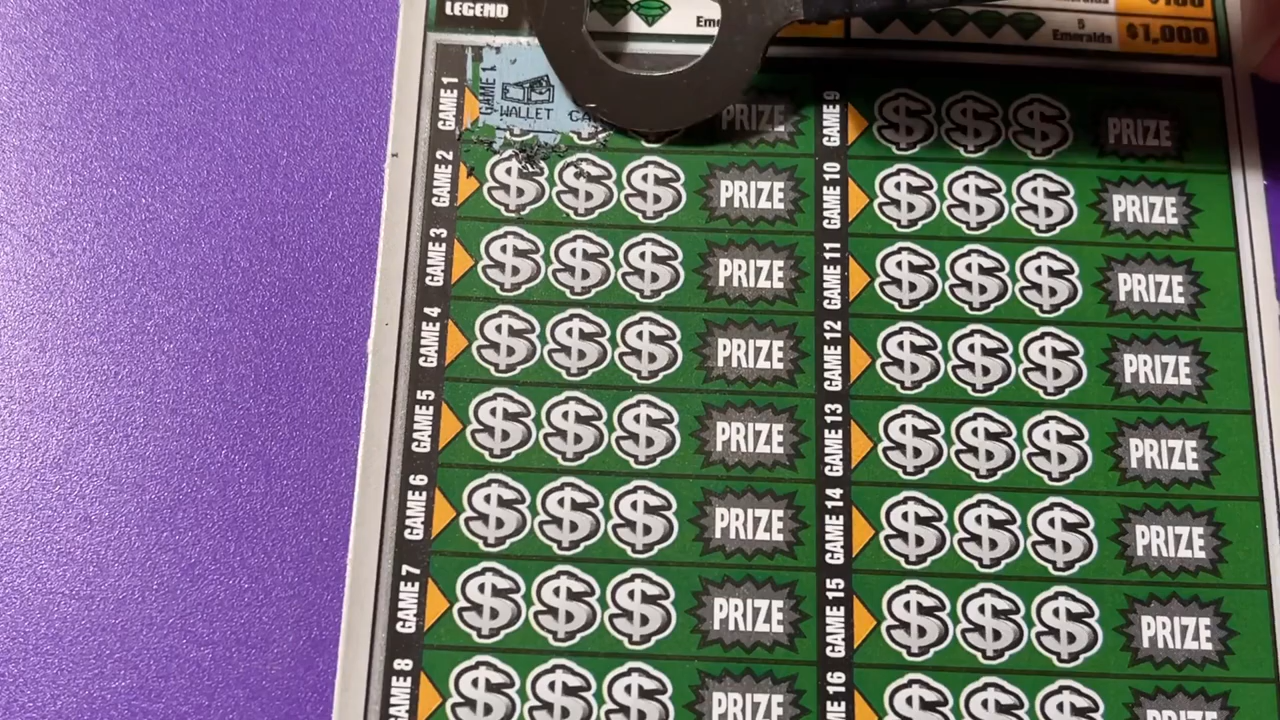 LEGEND
5
Emeralds $1,000
GAME 1 GAME 1 WALLET PRIZE
GAME 9 $ $ $ PRIZE
GAME 2 $ $ $ PRIZE
GAME 10 $ $ $ PRIZE
GAME 3 $ $ $ PRIZE
GAME 11 $ $ $ PRIZE
GAME 4 $ $ $ PRIZE
GAME 12 $ $ $ PRIZE
GAME 5 $ $ $ PRIZE
GAME 13 $ $ $ PRIZE
GAME 6 $ $ $ PRIZE
GAME 14 $ $ $ PRIZE
GAME 7 $ $ $ PRIZE
GAME 15 $ $ $ PRIZE
GAME 8 $ $ $ PRIZE
GAME 16 $ $ $ PRIZE